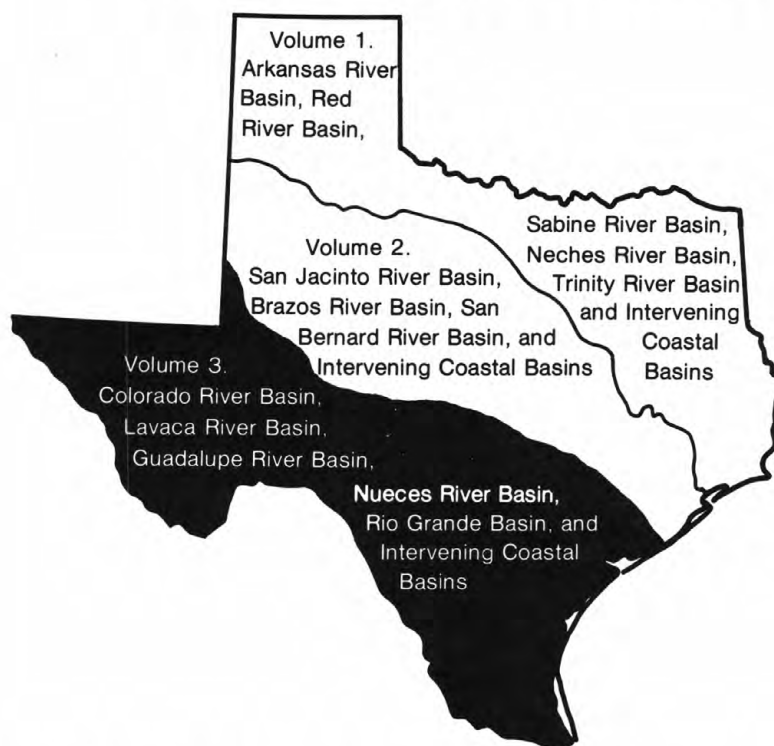 Volume 1.
Arkansas River
Basin, Red
River Basin,
Sabine River Basin,
Neches River Basin,
Trinity River Basin
and Intervening
Coastal
Basins
Volume 2.
San Jacinto River Basin,
Brazos River Basin, San
Bernard River Basin, and
Intervening Coastal Basins
Volume 3.
Colorado River Basin,
Lavaca River Basin,
Guadalupe River Basin,
Nueces River Basin,
Rio Grande Basin, and
Intervening Coastal
Basins